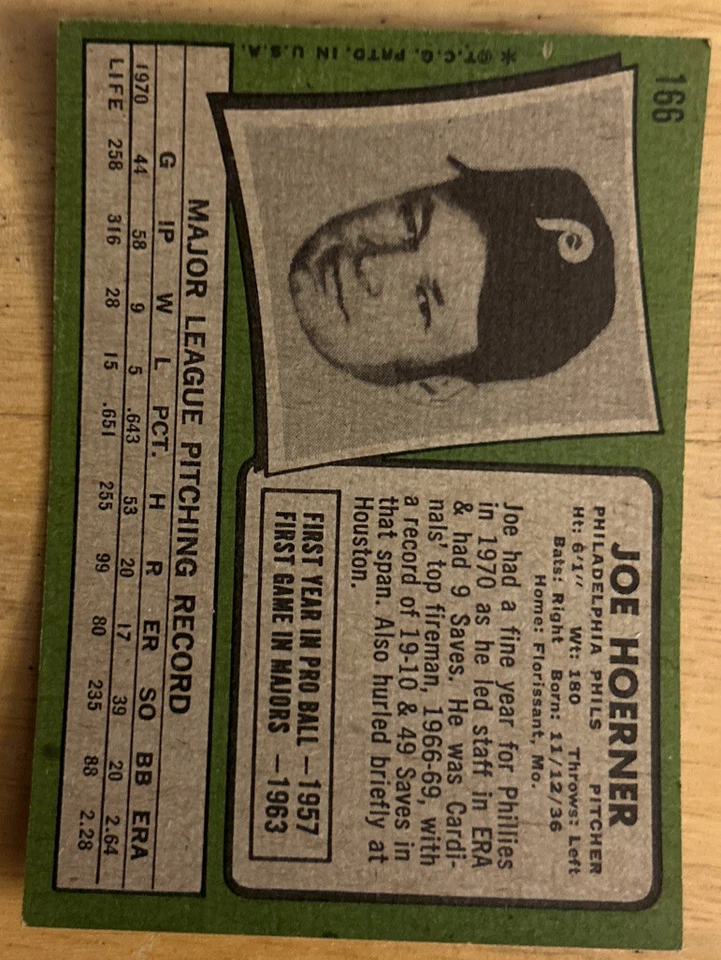 166
JOE HOERNER
PHILADELPHIA PHILS PITCHER
Ht: 6'1" Wt: 180 Throws: Left
Bats: Right Born: 11/12/36
Home: Florissant, Mo.
Joe had a fine year for Phillies
in 1970 as he led staff in ERA
& had 9 Saves. He was Cardi-
nals' top fireman, 1966-69, with
a record of 19-10 & 49 Saves in
that span. Also hurled briefly at
Houston.
FIRST YEAR IN PRO BALL — 1957
FIRST GAME IN MAJORS — 1963
P
MAJOR LEAGUE PITCHING RECORD
G IP W L PCT. H R ER SO BB ERA
1970 44 58 9 5 .643 53 20 17 39 20 2.64
LIFE 258 316 28 15 .651 255 99 80 235 88 2.28
* © T.C.G. PRTD. IN U.S.A.